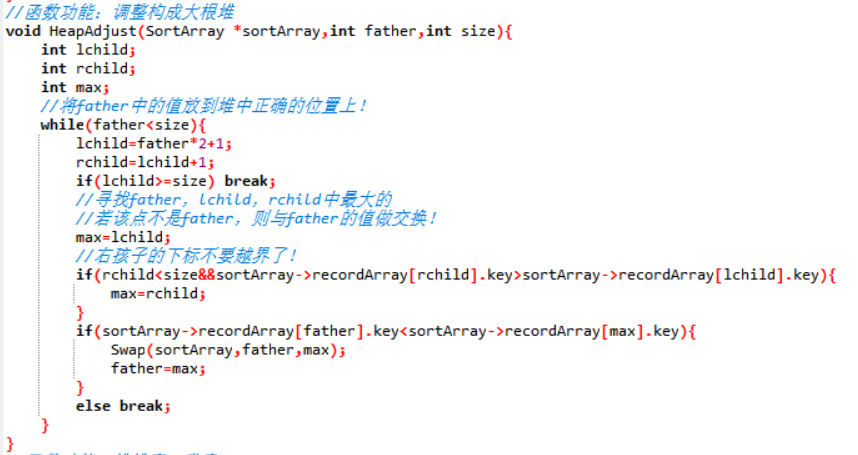 //函数功能：调整构成大根堆
void HeapAdjust(SortArray *sortArray,int father,int size){
    int lchild;
    int rchild;
    int max;
    //将father中的值放到堆中正确的位置上！
    while(father<size){
        lchild=father*2+1;
        rchild=lchild+1;
        if(lchild>=size) break;
        //寻找father，lchild，rchild中最大的
        //若该点不是father，则与father的值做交换！
        max=lchild;
        //右孩子的下标不要越界了！
        if(rchild<size&&sortArray->recordArray[rchild].key>sortArray->recordArray[lchild].key){
            max=rchild;
        }
        if(sortArray->recordArray[father].key<sortArray->recordArray[max].key){
            Swap(sortArray,father,max);
            father=max;
        }
        else break;
    }
}